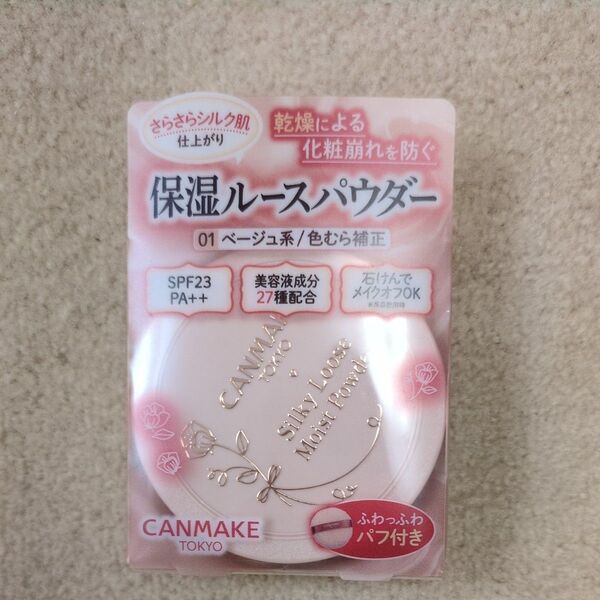 さらさらシルク肌
仕上がり
乾燥による
化粧崩れを防ぐ
保湿ルースパウダー
01 ベージュ系/色むら補正
SPF23
PA++
美容液成分
27種配合
石けんで
メイクオフOK
CANMAKE
TOKYO
Silky Loose
Moist Powder
CANMAKE
TOKYO
ふわっふわ
パフ付き